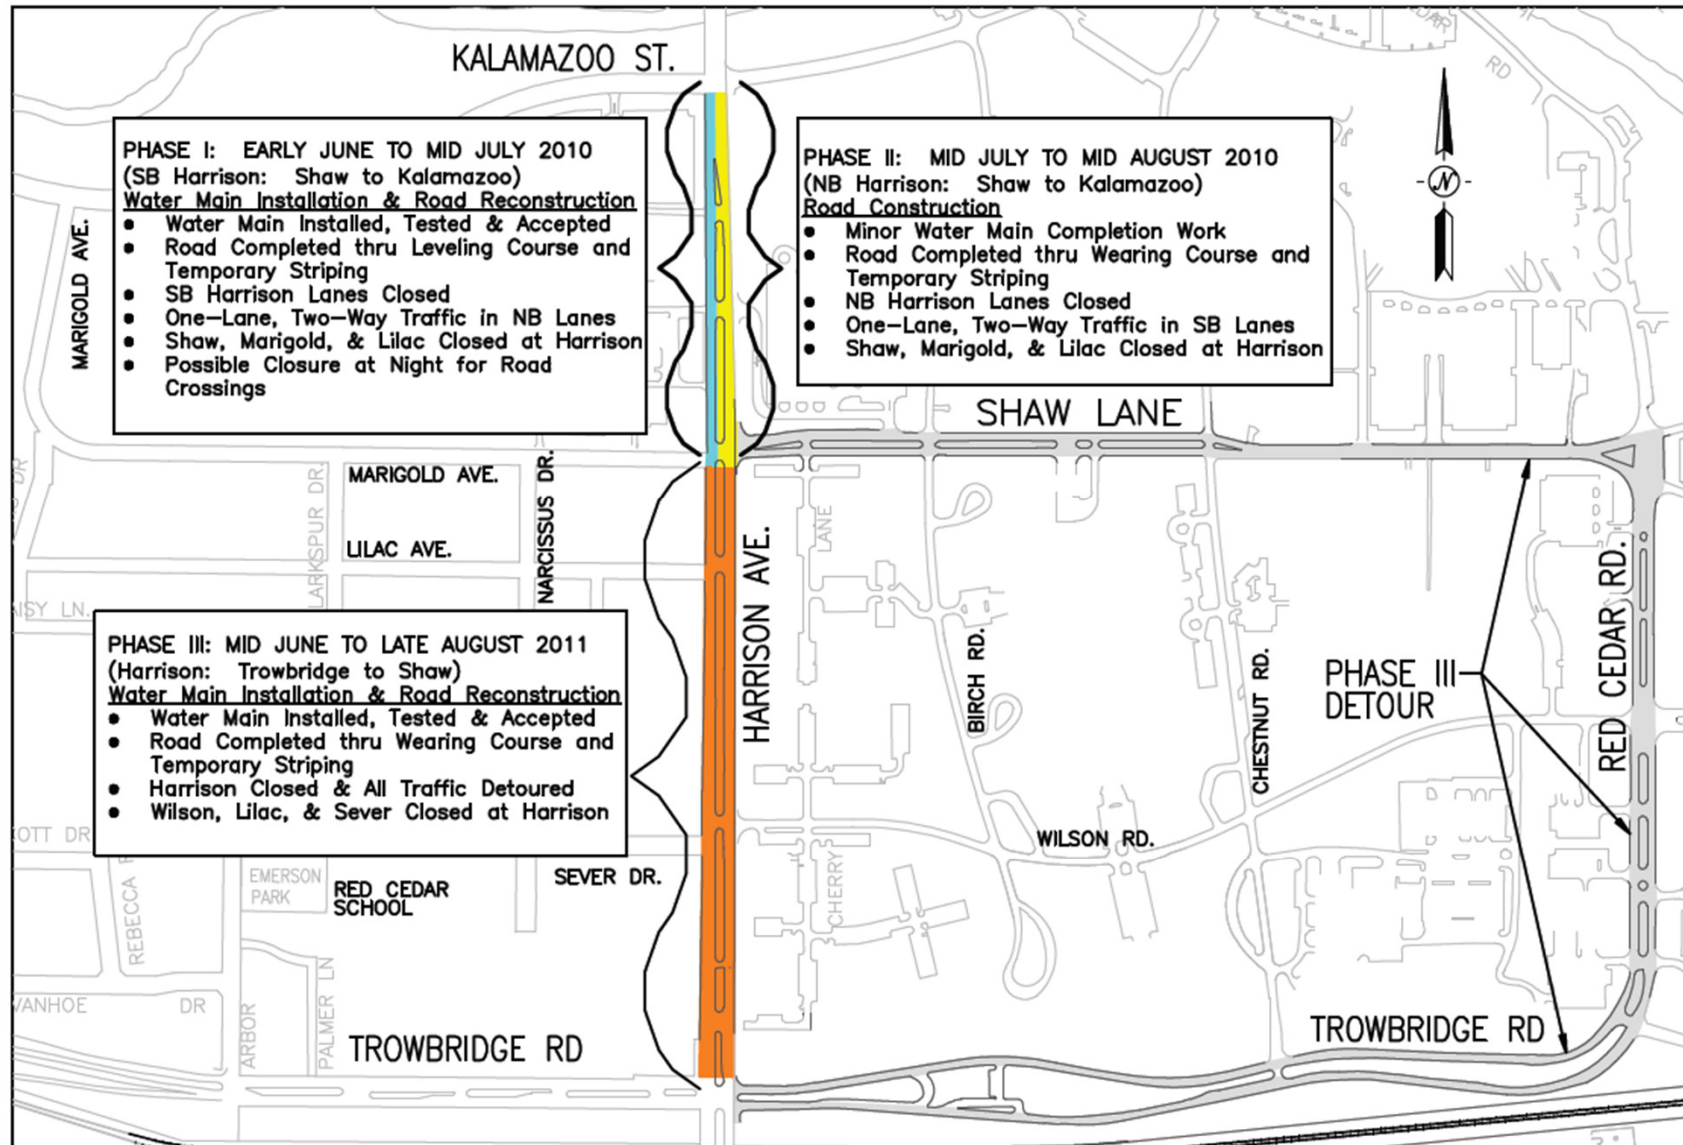 KALAMAZOO ST.
CEDAR
RD
PHASE I: EARLY JUNE TO MID JULY 2010
(SB Harrison: Shaw to Kalamazoo)
Water Main Installation & Road Reconstruction
• Water Main Installed, Tested & Accepted
• Road Completed thru Leveling Course and
Temporary Striping
• SB Harrison Lanes Closed
• One-Lane, Two-Way Traffic in NB Lanes
• Shaw, Marigold, & Lilac Closed at Harrison
• Possible Closure at Night for Road
Crossings
PHASE II: MID JULY TO MID AUGUST 2010
(NB Harrison: Shaw to Kalamazoo)
Road Construction
• Minor Water Main Completion Work
• Road Completed thru Wearing Course and
Temporary Striping
• NB Harrison Lanes Closed
• One-Lane, Two-Way Traffic in SB Lanes
• Shaw, Marigold, & Lilac Closed at Harrison
N
MARIGOLD AVE.
SHAW LANE
MARIGOLD AVE.
LILAC AVE.
LARKSPUR DR.
NARCISSUS DR.
DR
HARRISON AVE.
LANE
BIRCH RD.
CHESTNUT RD.
RED CEDAR RD.
PHASE III
DETOUR
LN.
PHASE III: MID JUNE TO LATE AUGUST 2011
(Harrison: Trowbridge to Shaw)
Water Main Installation & Road Reconstruction
• Water Main Installed, Tested & Accepted
• Road Completed thru Wearing Course and
Temporary Striping
• Harrison Closed & All Traffic Detoured
• Wilson, Lilac, & Sever Closed at Harrison
WILSON RD.
DR
REBECCA
EMERSON
PARK
RED CEDAR
SCHOOL
SEVER DR.
CHERRY
VANHOE DR
ARBOR
PALMER LN
TROWBRIDGE RD
TROWBRIDGE RD